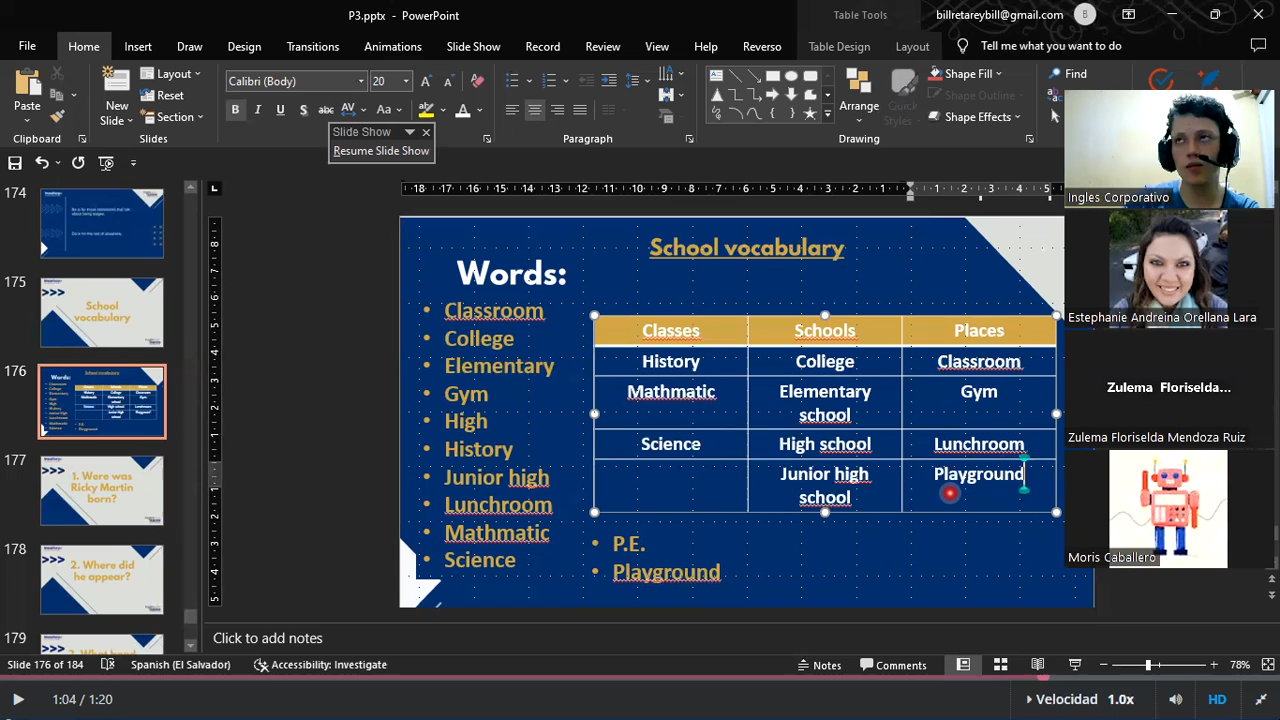 P3.pptx - PowerPoint
Table Tools
billretareybill@gmail.com
B
File
Home
Insert
Draw
Design
Transitions
Animations
Slide Show
Record
Review
View
Help
Reverso
Table Design
Layout
Tell me what you want to do
Paste
New
Slide
Layout
Reset
Section
Calibri (Body)
20
Slide Show
Resume Slide Show
Arrange
Quick
Styles
Shape Fill
Shape Outline
Shape Effects
Find
Clipboard
Slides
Paragraph
Drawing
Ingles Corporativo
Estephanie Andreina Orellana Lara
Zulema Floriselda...
Zulema Floriselda Mendoza Ruiz
Moris Caballero
174
175
School
vocabulary
176
177
1. Were was
Ricky Martin
born?
178
2. Where did
he appear?
179
School vocabulary
Words:
• Classroom
• College
• Elementary
• Gym
• High
• History
• Junior high
• Lunchroom
• Mathmatic
• Science
• P.E.
• Playground
Classes Schools Places
History College Classroom
Mathmatic Elementary school Gym
Science High school Lunchroom
Junior high school Playground
Click to add notes
Slide 176 of 184
Spanish (El Salvador)
Accessibility: Investigate
Notes
Comments
78%
1:04 / 1:20
Velocidad 1.0x
HD